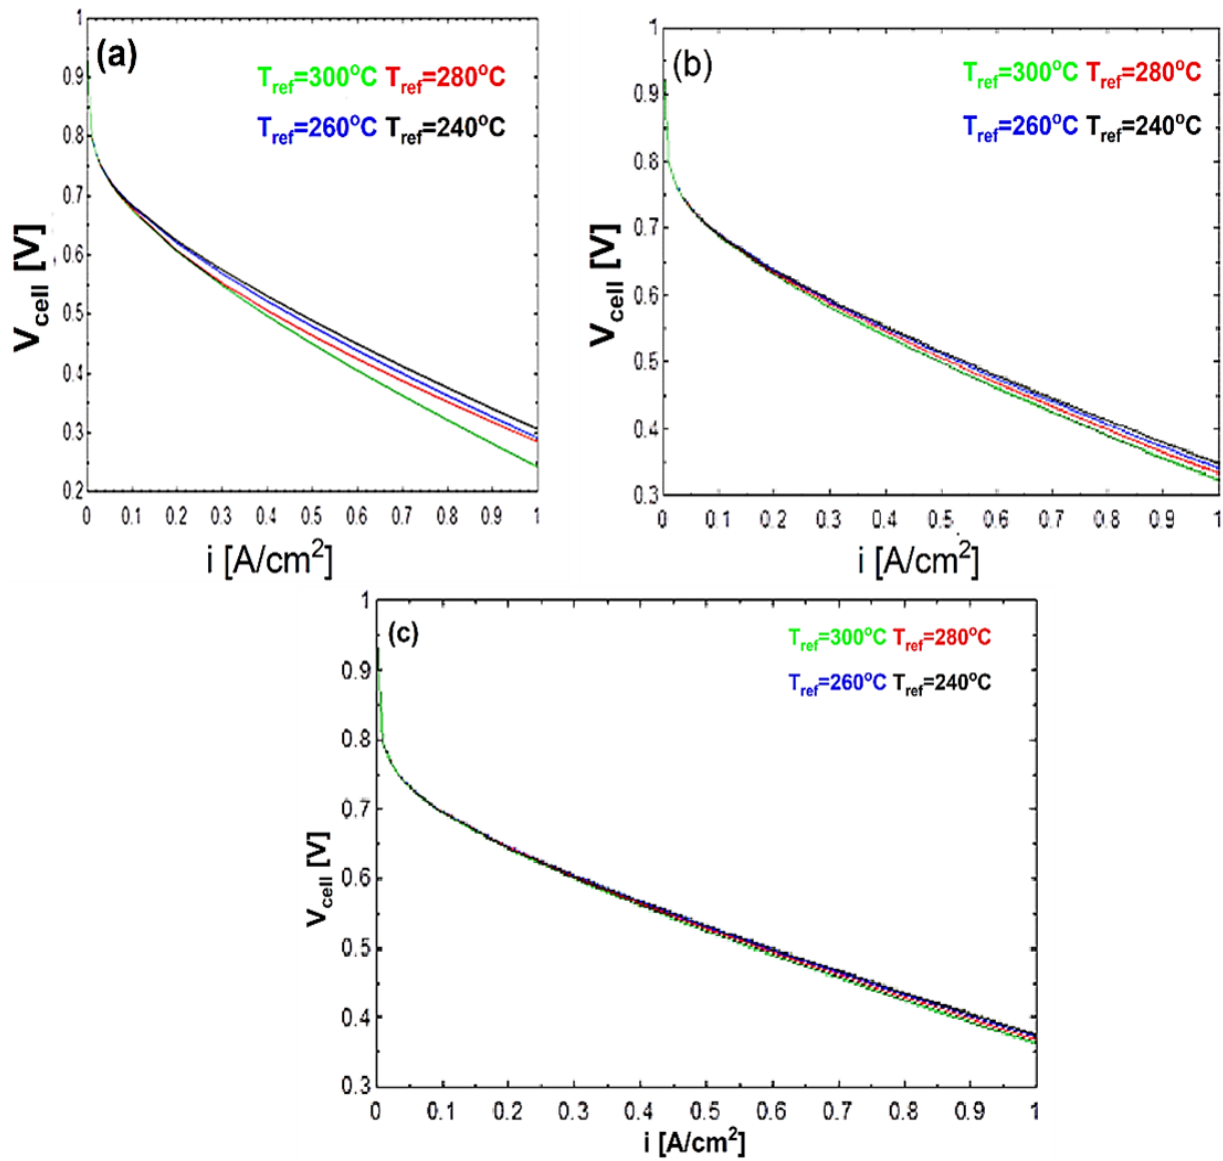 (a)
T_ref=300°C T_ref=280°C
T_ref=260°C T_ref=240°C
1
0.9
0.8
0.7
0.6
0.5
0.4
0.3
0.2
V_cell [V]
0 0.1 0.2 0.3 0.4 0.5 0.6 0.7 0.8 0.9 1
i [A/cm²]
(b)
T_ref=300°C T_ref=280°C
T_ref=260°C T_ref=240°C
1
0.9
0.8
0.7
0.6
0.5
0.4
0.3
V_cell [V]
0 0.1 0.2 0.3 0.4 0.5 0.6 0.7 0.8 0.9 1
i [A/cm²]
(c)
T_ref=300°C T_ref=280°C
T_ref=260°C T_ref=240°C
1
0.9
0.8
0.7
0.6
0.5
0.4
0.3
V_cell [V]
0 0.1 0.2 0.3 0.4 0.5 0.6 0.7 0.8 0.9 1
i [A/cm²]